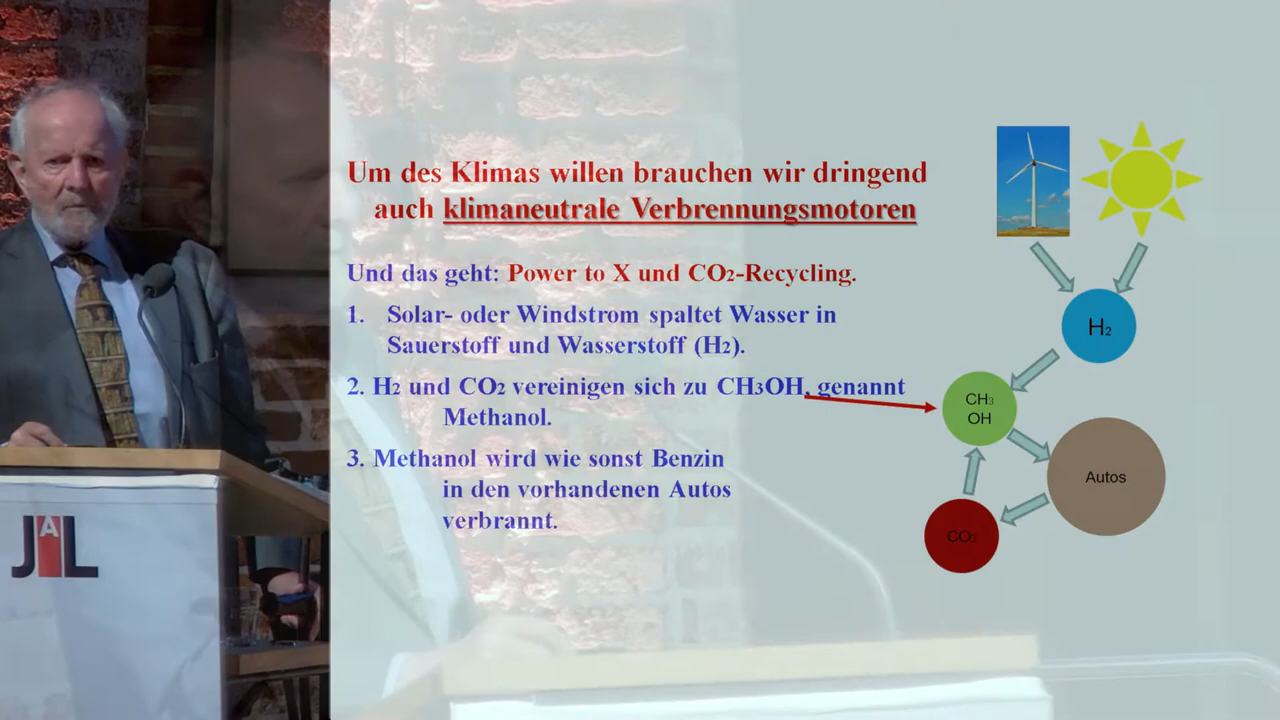 Um des Klimas willen brauchen wir dringend
auch klimaneutrale Verbrennungsmotoren
Und das geht: Power to X und CO2-Recycling.
1. Solar- oder Windstrom spaltet Wasser in
Sauerstoff und Wasserstoff (H2).
2. H2 und CO2 vereinigen sich zu CH3OH, genannt
Methanol.
3. Methanol wird wie sonst Benzin
in den vorhandenen Autos
verbrannt.
H2
CH3
OH
Autos
CO2
JAL